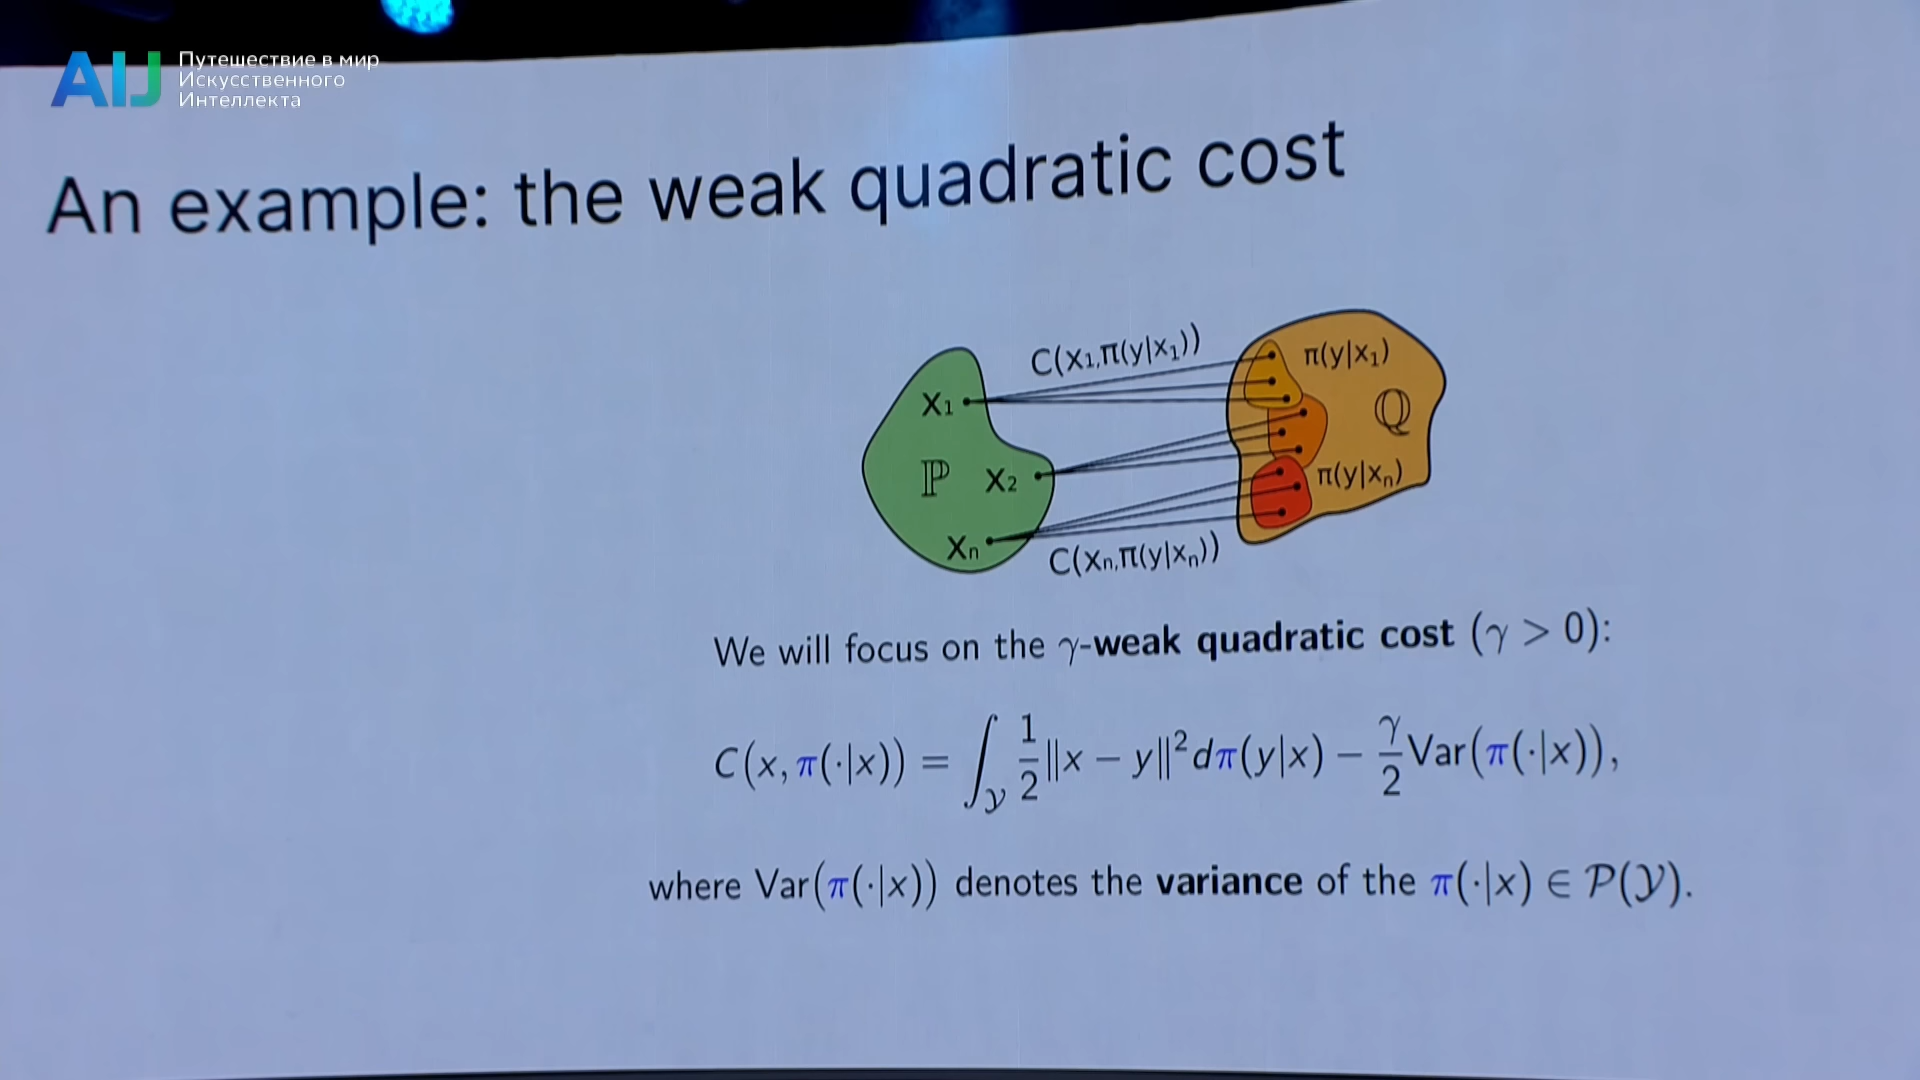 AIJ
Путешествие в мир
Искусственного
Интеллекта
An example: the weak quadratic cost
C(x₁,π(y|x₁))
π(y|x₁)
x₁
ℚ
ℙ
x₂
π(y|xₙ)
xₙ
C(xₙ,π(y|xₙ))
We will focus on the γ-weak quadratic cost (γ > 0):
C(x, π(·|x)) = ∫_𝒴 1/2 ‖x − y‖² dπ(y|x) − γ/2 Var(π(·|x)),
where Var(π(·|x)) denotes the variance of the π(·|x) ∈ 𝒫(𝒴).